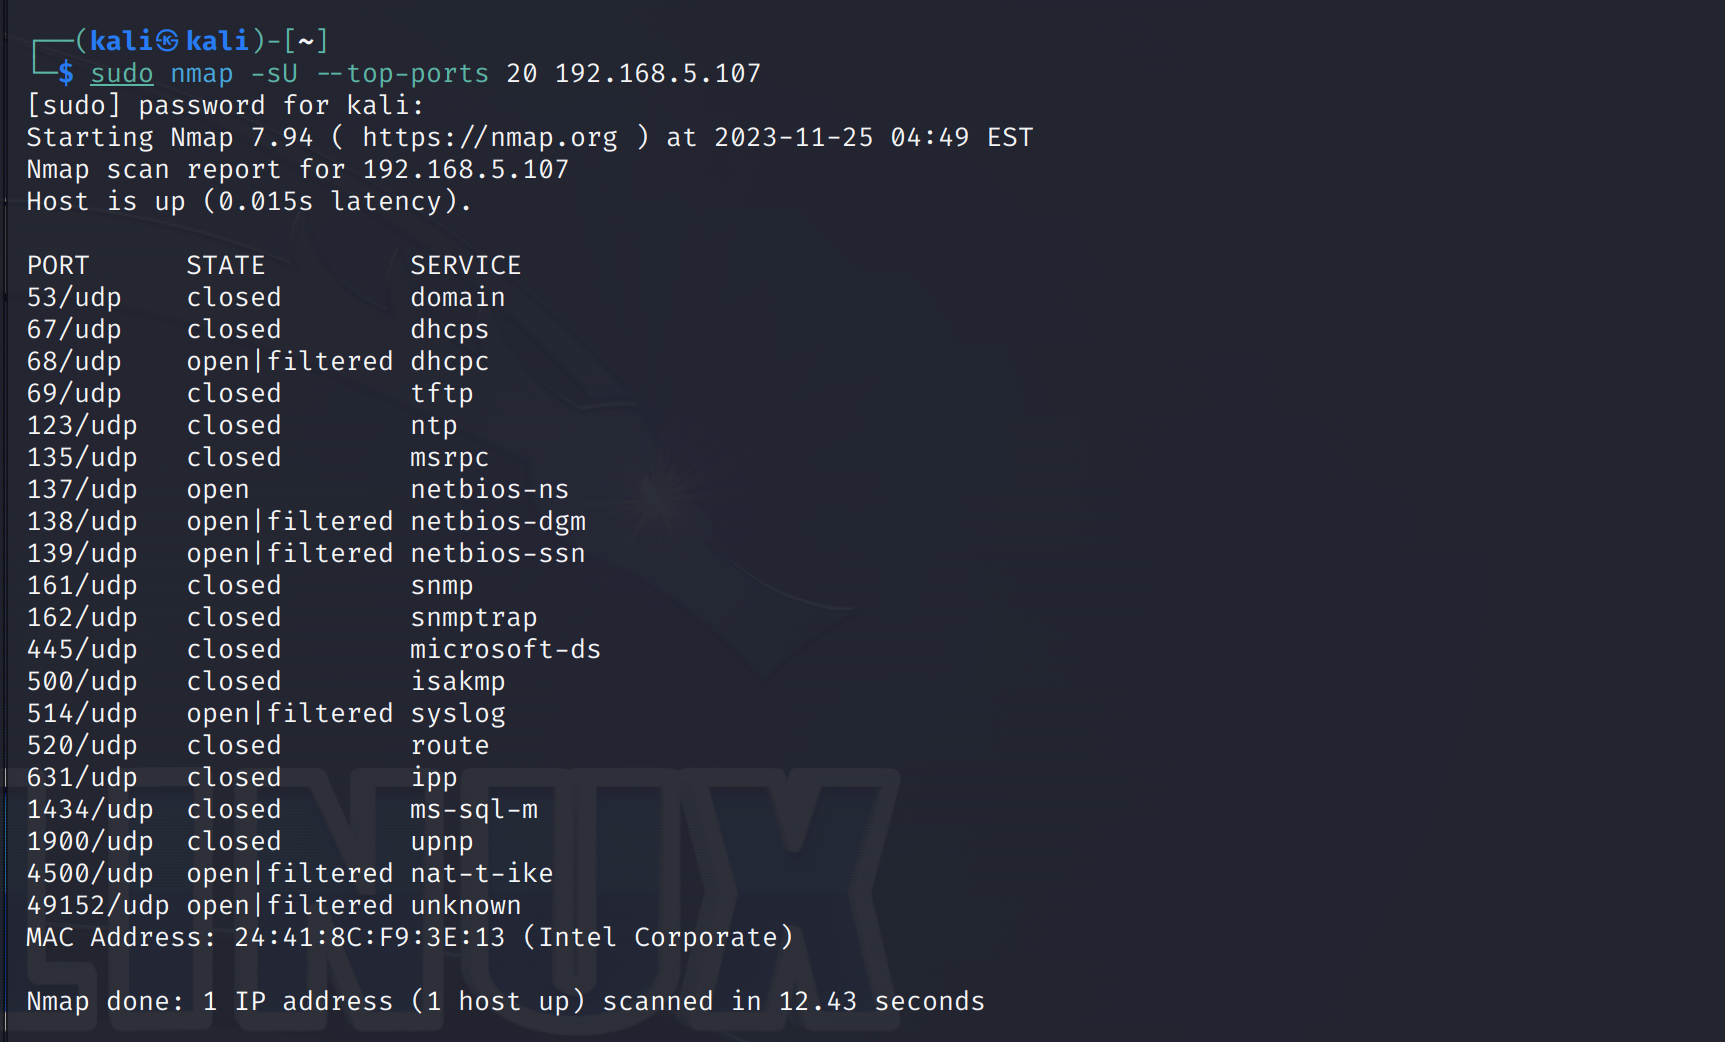 ┌──(kali㉿kali)-[~]
└─$ sudo nmap -sU --top-ports 20 192.168.5.107
[sudo] password for kali:
Starting Nmap 7.94 ( https://nmap.org ) at 2023-11-25 04:49 EST
Nmap scan report for 192.168.5.107
Host is up (0.015s latency).

PORT      STATE         SERVICE
53/udp    closed        domain
67/udp    closed        dhcps
68/udp    open|filtered dhcpc
69/udp    closed        tftp
123/udp   closed        ntp
135/udp   closed        msrpc
137/udp   open          netbios-ns
138/udp   open|filtered netbios-dgm
139/udp   open|filtered netbios-ssn
161/udp   closed        snmp
162/udp   closed        snmptrap
445/udp   closed        microsoft-ds
500/udp   closed        isakmp
514/udp   open|filtered syslog
520/udp   closed        route
631/udp   closed        ipp
1434/udp  closed        ms-sql-m
1900/udp  closed        upnp
4500/udp  open|filtered nat-t-ike
49152/udp open|filtered unknown
MAC Address: 24:41:8C:F9:3E:13 (Intel Corporate)

Nmap done: 1 IP address (1 host up) scanned in 12.43 seconds